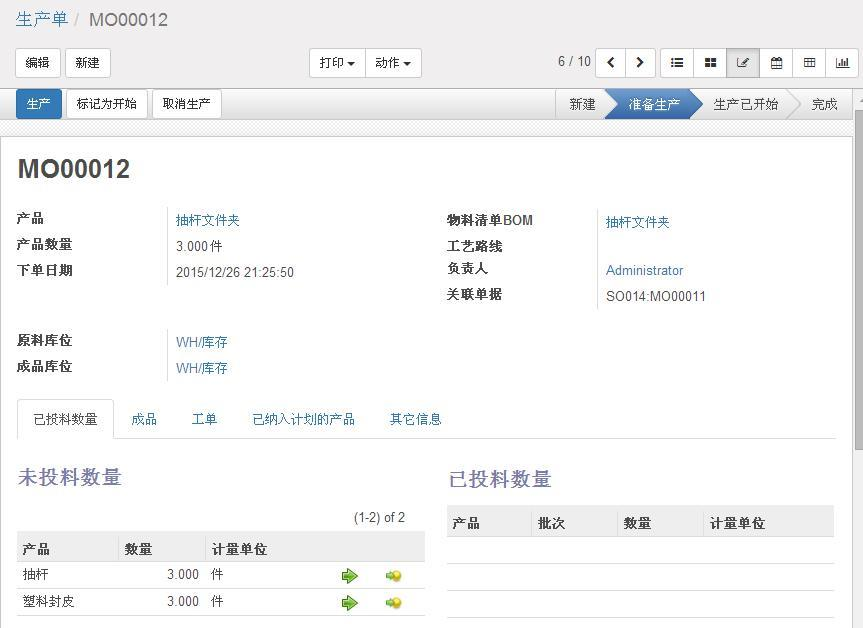 生产单 / MO00012
编辑 新建 打印 动作 6 / 10
生产 标记为开始 取消生产 新建 准备生产 生产已开始 完成
MO00012
产品 抽杆文件夹 物料清单BOM 抽杆文件夹
产品数量 3.000 件 工艺路线
下单日期 2015/12/26 21:25:50 负责人 Administrator
关联单据 SO014:MO00011
原料库位 WH/库存
成品库位 WH/库存
已投料数量 成品 工单 已纳入计划的产品 其它信息
未投料数量 已投料数量
(1-2) of 2
产品 批次 数量 计量单位
产品 数量 计量单位
抽杆 3.000 件
塑料封皮 3.000 件